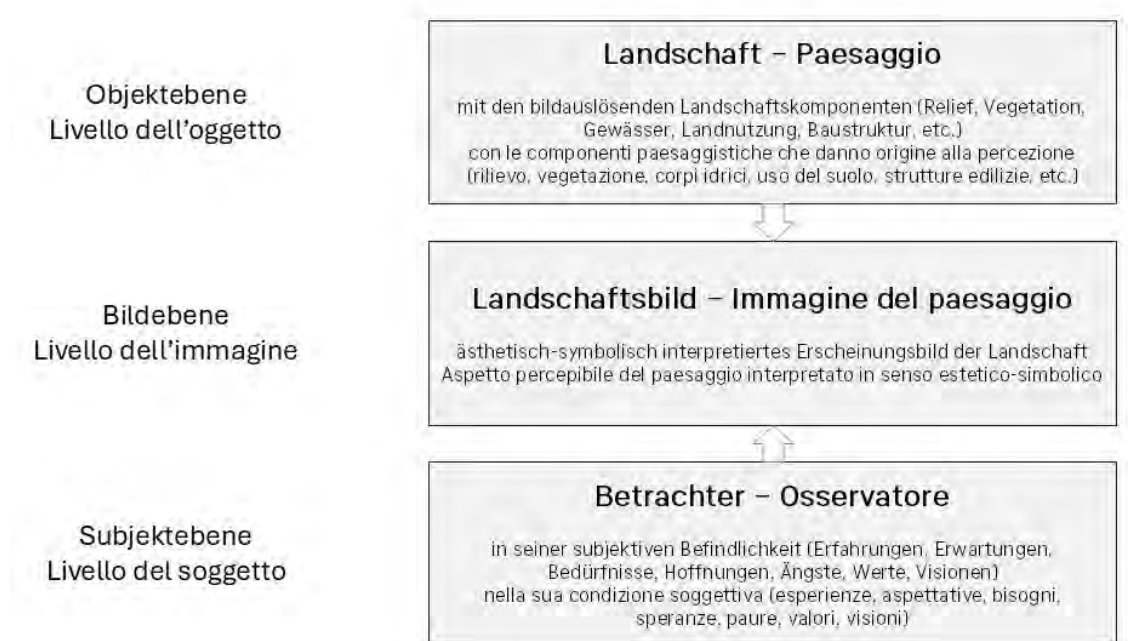 Objektebene
Livello dell'oggetto
Landschaft – Paesaggio
mit den bildauslösenden Landschaftskomponenten (Relief, Vegetation,
Gewässer, Landnutzung, Baustruktur, etc.)
con le componenti paesaggistiche che danno origine alla percezione
(rilievo, vegetazione, corpi idrici, uso del suolo, strutture edilizie, etc.)
Bildebene
Livello dell'immagine
Landschaftsbild – Immagine del paesaggio
ästhetisch-symbolisch interpretiertes Erscheinungsbild der Landschaft
Aspetto percepibile del paesaggio interpretato in senso estetico-simbolico
Subjektebene
Livello del soggetto
Betrachter – Osservatore
in seiner subjektiven Befindlichkeit (Erfahrungen, Erwartungen,
Bedürfnisse, Hoffnungen, Ängste, Werte, Visionen)
nella sua condizione soggettiva (esperienze, aspettative, bisogni,
speranze, paure, valori, visioni)